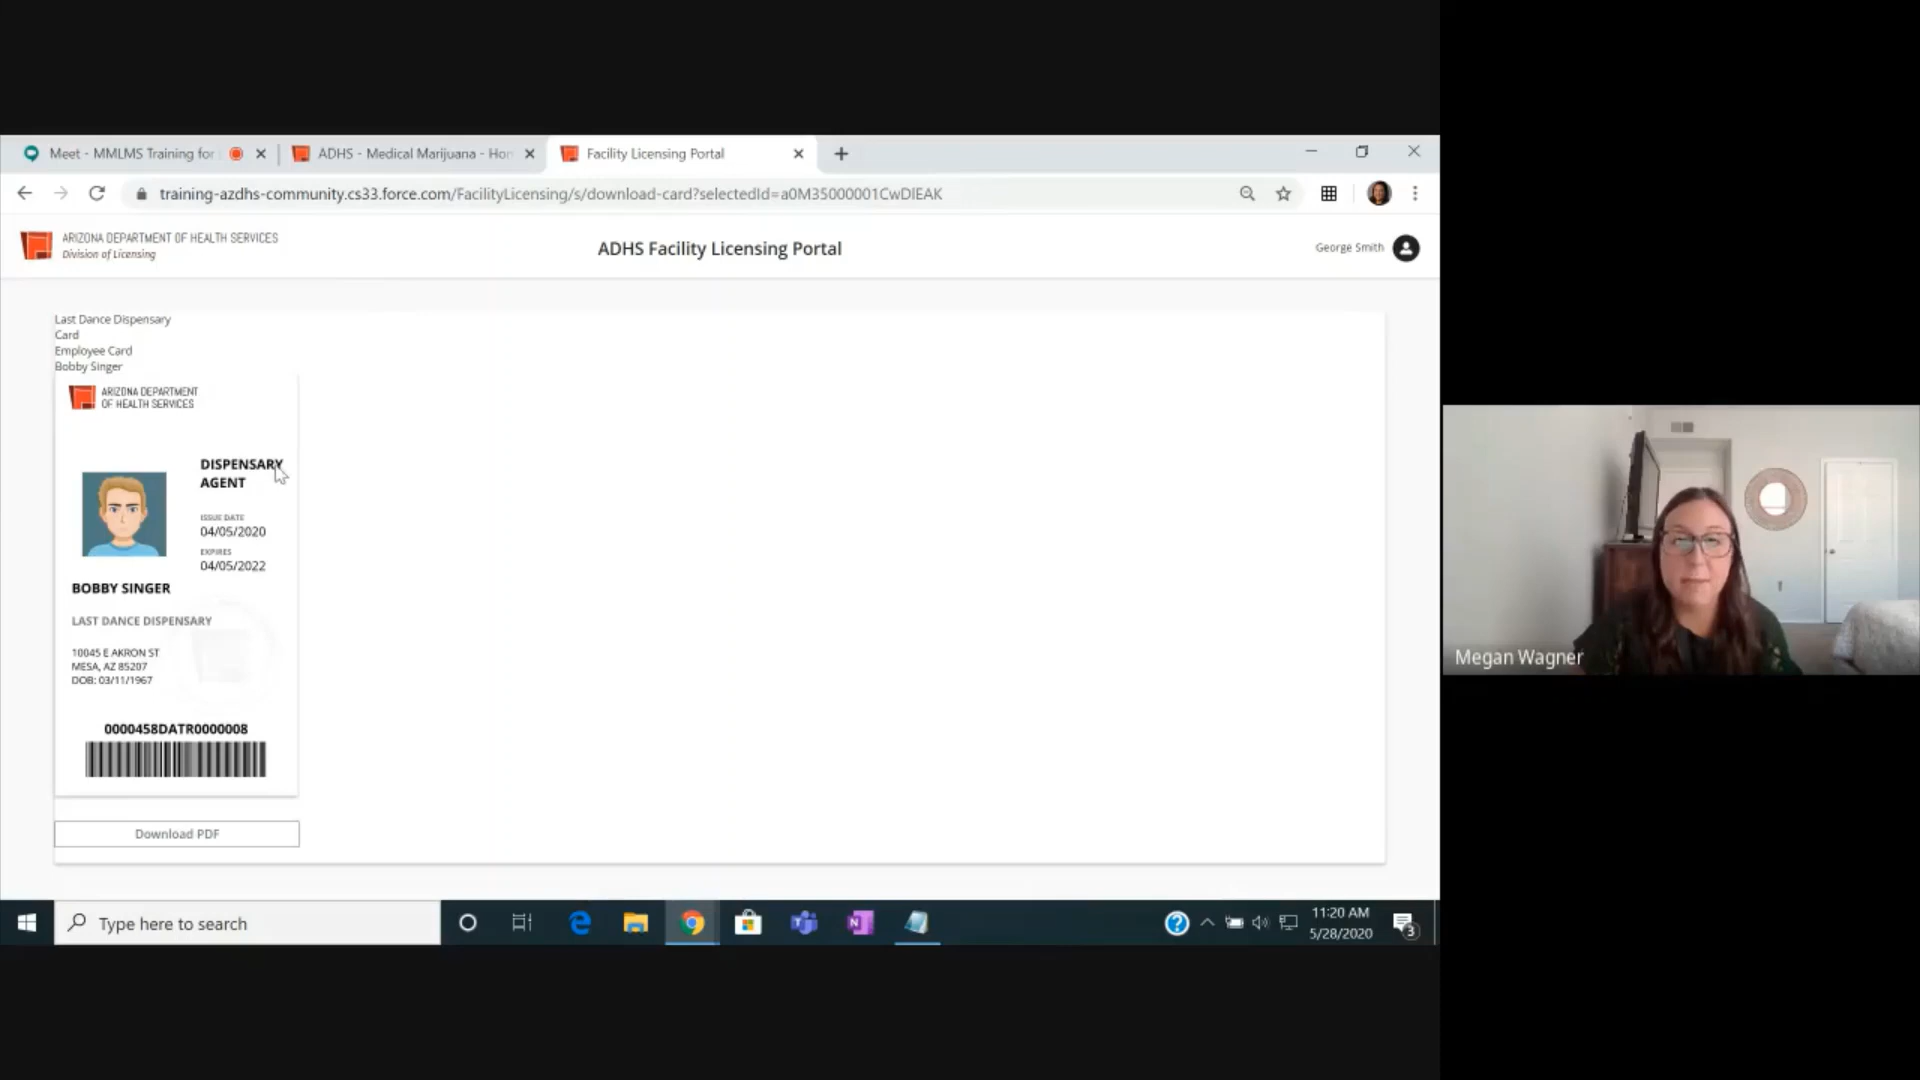 Meet - MMLMS Training for
ADHS - Medical Marijuana - Hon
Facility Licensing Portal
training-azdhs-community.cs33.force.com/FacilityLicensing/s/download-card?selectedId=a0M35000001CwDlEAK
ARIZONA DEPARTMENT OF HEALTH SERVICES
Division of Licensing
ADHS Facility Licensing Portal
George Smith
Last Dance Dispensary
Card
Employee Card
Bobby Singer
ARIZONA DEPARTMENT
OF HEALTH SERVICES
DISPENSARY
AGENT
ISSUE DATE
04/05/2020
EXPIRES
04/05/2022
BOBBY SINGER
LAST DANCE DISPENSARY
10045 E AKRON ST
MESA, AZ 85207
DOB: 03/11/1967
0000458DATR0000008
Download PDF
Megan Wagner
Type here to search
11:20 AM
5/28/2020
3